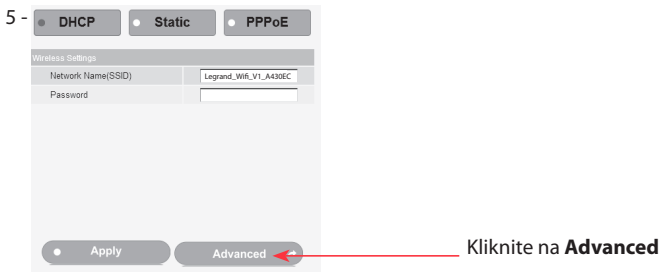 5 - DHCP Static PPPoE
Wireless Settings
Network Name(SSID) Legrand_Wifi_V1_A430EC
Password
Apply Advanced
Kliknite na Advanced